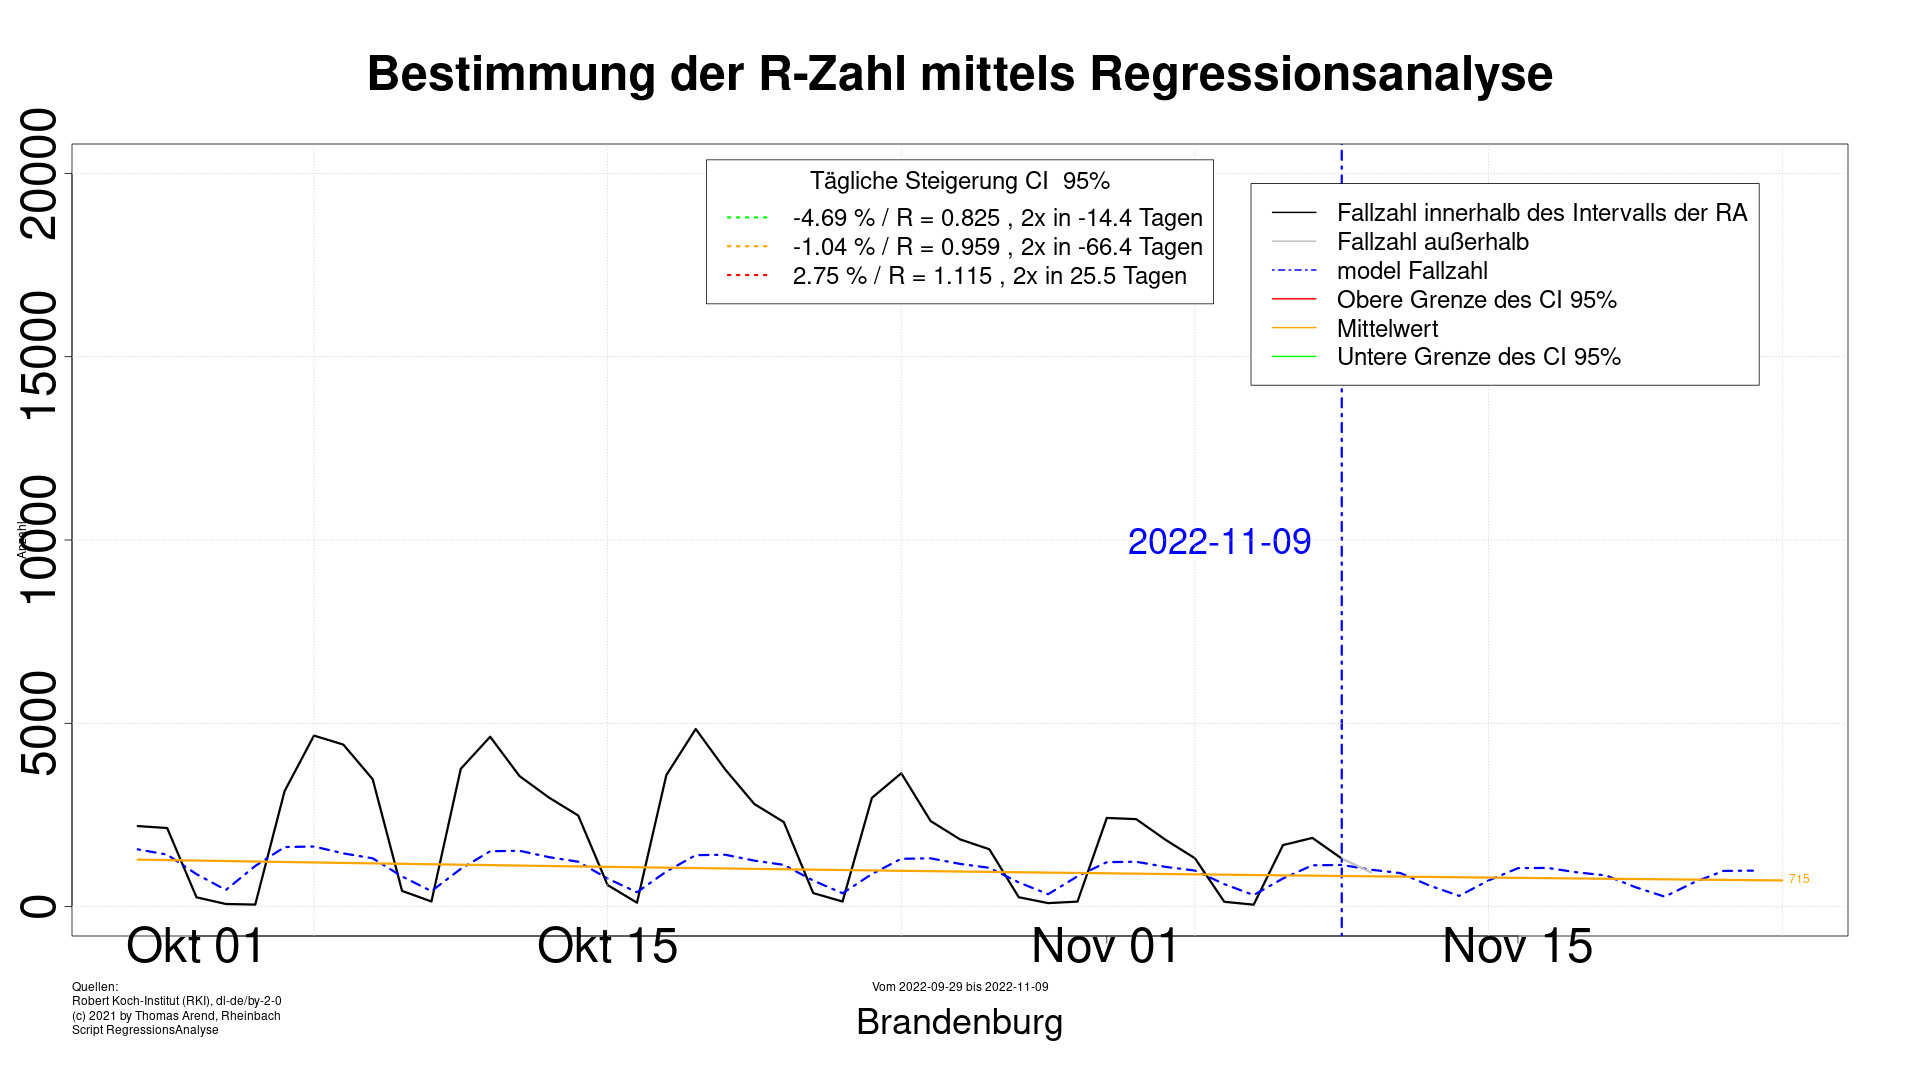 Bestimmung der R-Zahl mittels Regressionsanalyse
20000
15000
10000
5000
0
Anzahl
Tägliche Steigerung CI  95%
-4.69 % / R = 0.825 , 2x in -14.4 Tagen
-1.04 % / R = 0.959 , 2x in -66.4 Tagen
2.75 % / R = 1.115 , 2x in 25.5 Tagen
Fallzahl innerhalb des Intervalls der RA
Fallzahl außerhalb
model Fallzahl
Obere Grenze des CI 95%
Mittelwert
Untere Grenze des CI 95%
2022-11-09
715
Okt 01
Okt 15
Nov 01
Nov 15
Quellen:
Robert Koch-Institut (RKI), dl-de/by-2-0
(c) 2021 by Thomas Arend, Rheinbach
Script RegressionsAnalyse
Vom 2022-09-29 bis 2022-11-09
Brandenburg